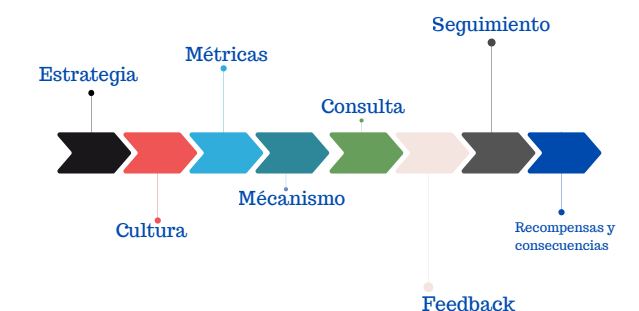 Estrategia
Cultura
Métricas
Mécanismo
Consulta
Feedback
Seguimiento
Recompensas y
consecuencias